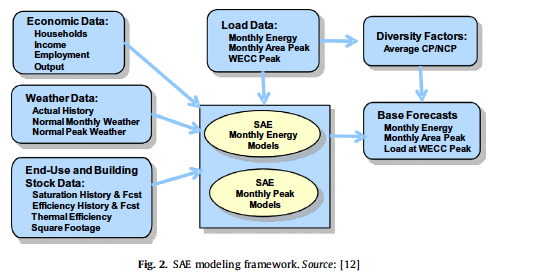 Economic Data:
Households
Income
Employment
Output
Load Data:
Monthly Energy
Monthly Area Peak
WECC Peak
Diversity Factors:
Average CP/NCP
Weather Data:
Actual History
Normal Monthly Weather
Normal Peak Weather
SAE
Monthly Energy
Models
SAE
Monthly Peak
Models
Base Forecasts
Monthly Energy
Monthly Area Peak
Load at WECC Peak
End-Use and Building
Stock Data:
Saturation History & Fcst
Efficiency History & Fcst
Thermal Efficiency
Square Footage
Fig. 2. SAE modeling framework. Source: [12]